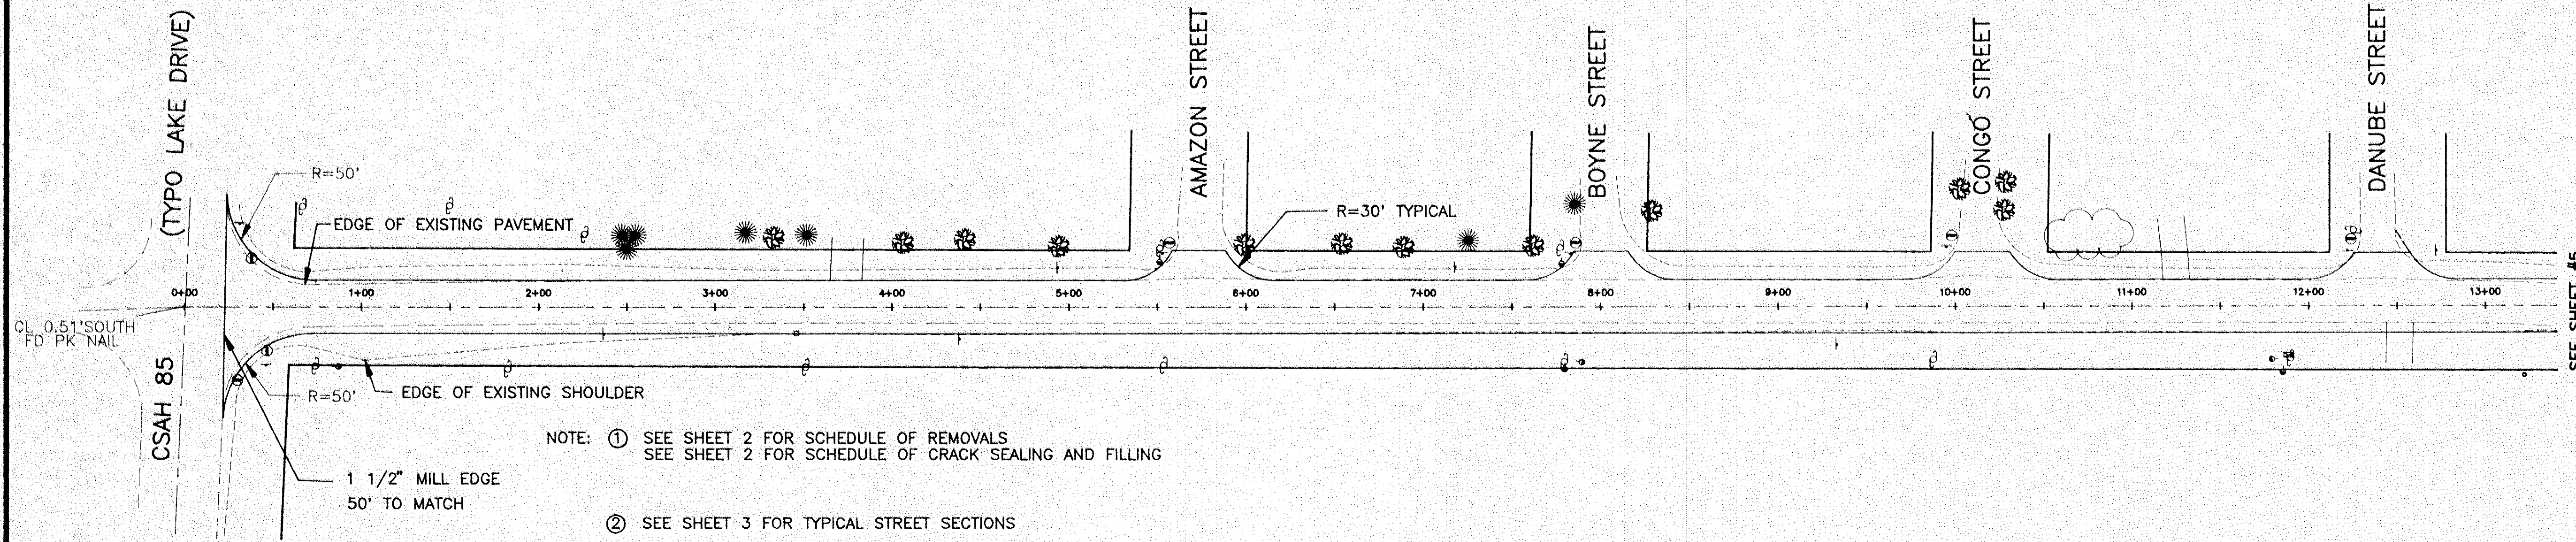 (TYPO LAKE DRIVE)
AMAZON STREET
BOYNE STREET
CONGO STREET
DANUBE STREET
R=50'
EDGE OF EXISTING PAVEMENT
R=30' TYPICAL
0+00
1+00
2+00
3+00
4+00
5+00
6+00
7+00
8+00
9+00
10+00
11+00
12+00
13+00
CL 0.51'SOUTH
FD PK NAIL
CSAH 85
R=50'
EDGE OF EXISTING SHOULDER
1 1/2" MILL EDGE
50' TO MATCH
NOTE: ① SEE SHEET 2 FOR SCHEDULE OF REMOVALS
SEE SHEET 2 FOR SCHEDULE OF CRACK SEALING AND FILLING
② SEE SHEET 3 FOR TYPICAL STREET SECTIONS